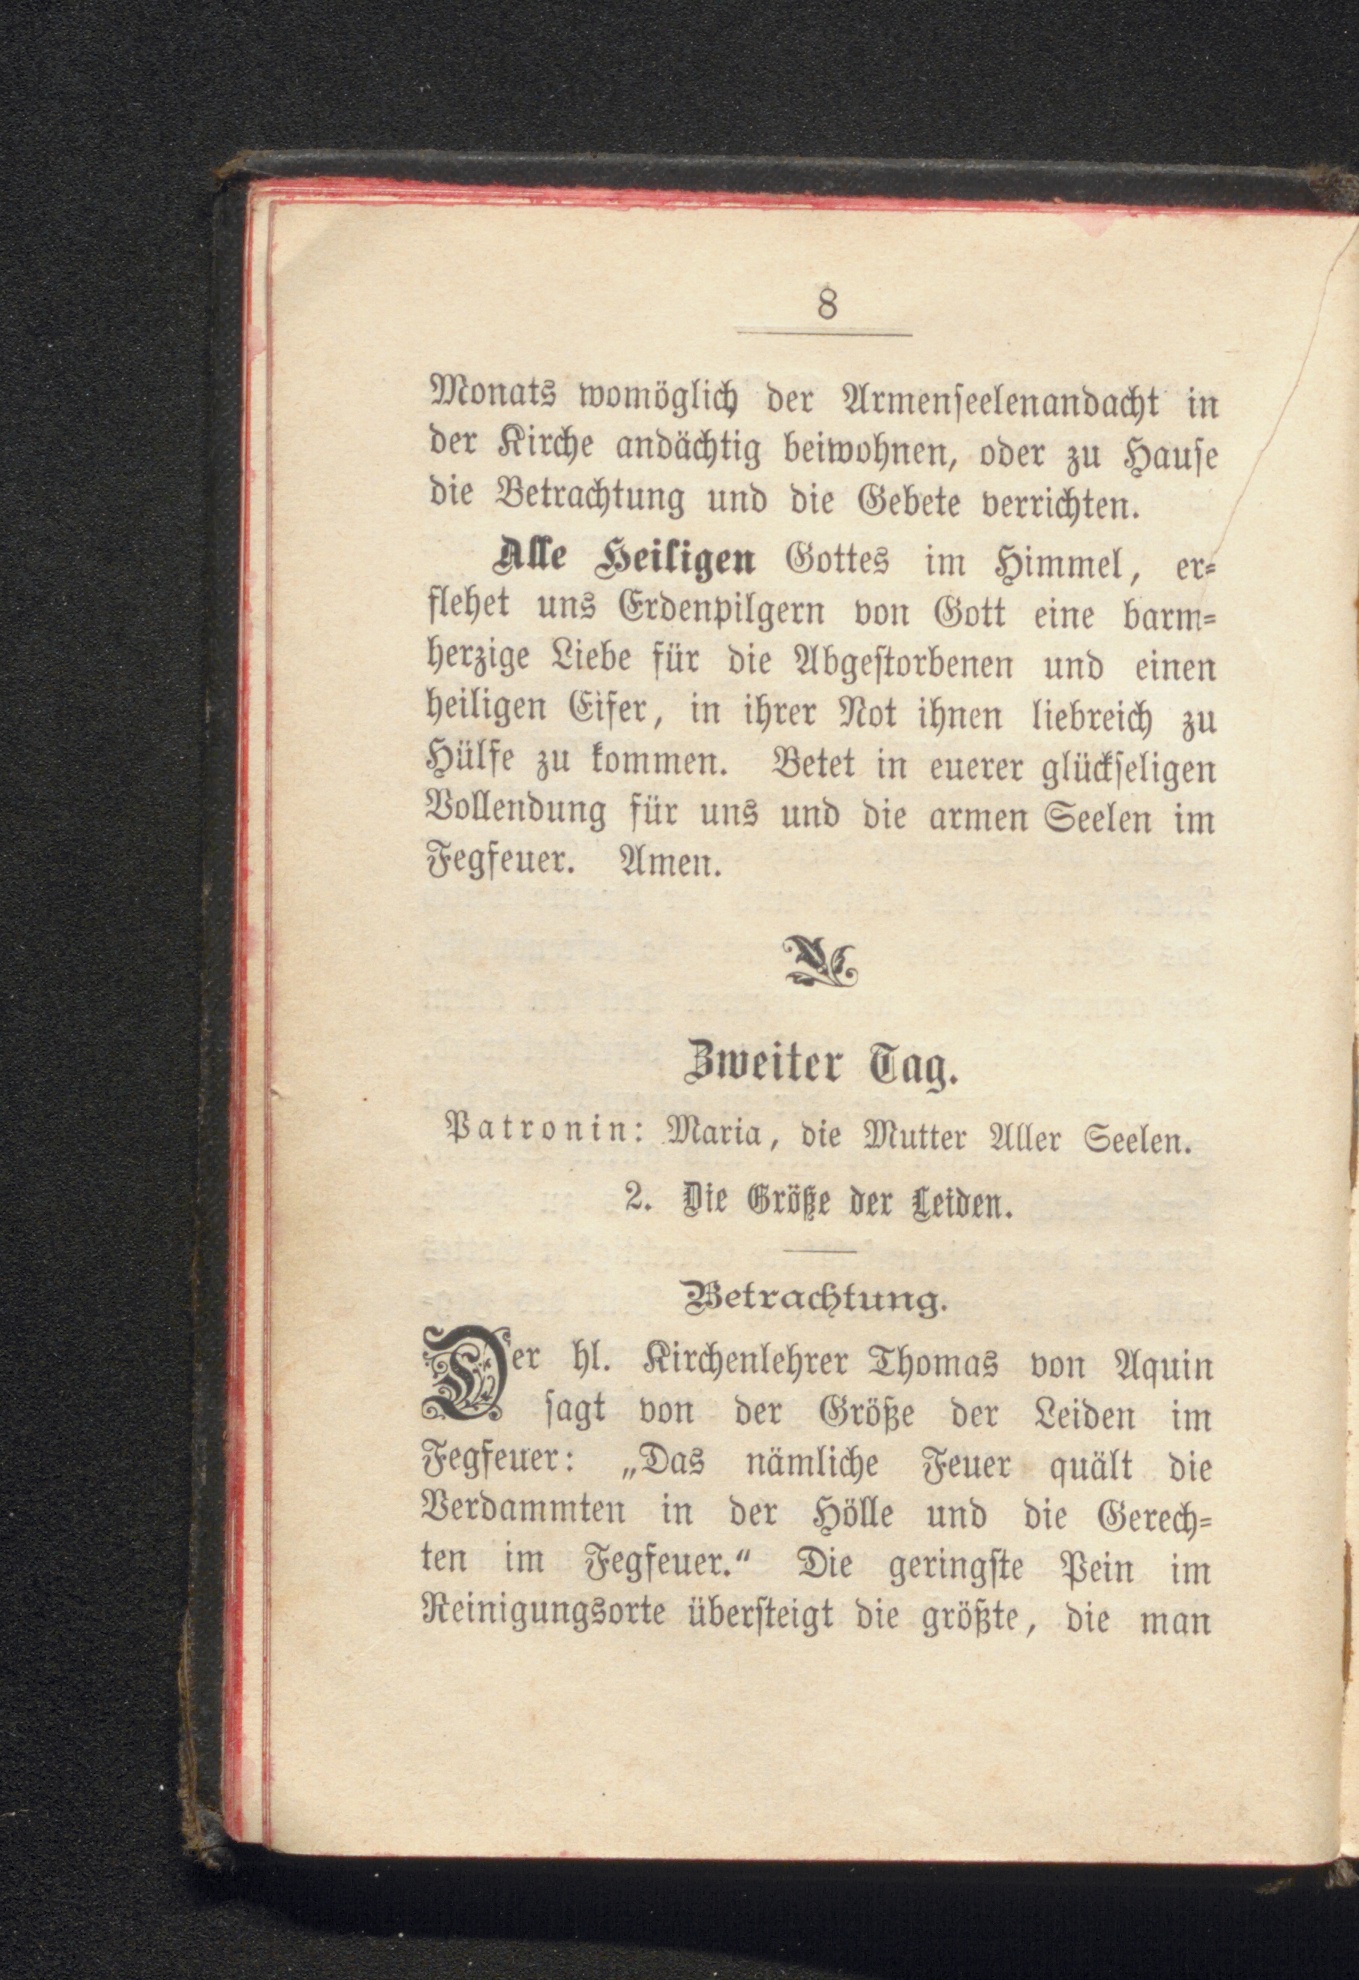 8
Monats womöglich der Armenseelenandacht in
der Kirche andächtig beiwohnen, oder zu Hause
die Betrachtung und die Gebete verrichten.
Alle Heiligen Gottes im Himmel, er-
flehet uns Erdenpilgern von Gott eine barm-
herzige Liebe für die Abgestorbenen und einen
heiligen Eifer, in ihrer Not ihnen liebreich zu
Hülfe zu kommen. Betet in euerer glückseligen
Vollendung für uns und die armen Seelen im
Fegfeuer. Amen.
Zweiter Tag.
Patronin: Maria, die Mutter Aller Seelen.
2. Die Größe der Leiden.
Betrachtung.
Der hl. Kirchenlehrer Thomas von Aquin
sagt von der Größe der Leiden im
Fegfeuer: „Das nämliche Feuer quält die
Verdammten in der Hölle und die Gerech-
ten im Fegfeuer.“ Die geringste Pein im
Reinigungsorte übersteigt die größte, die man